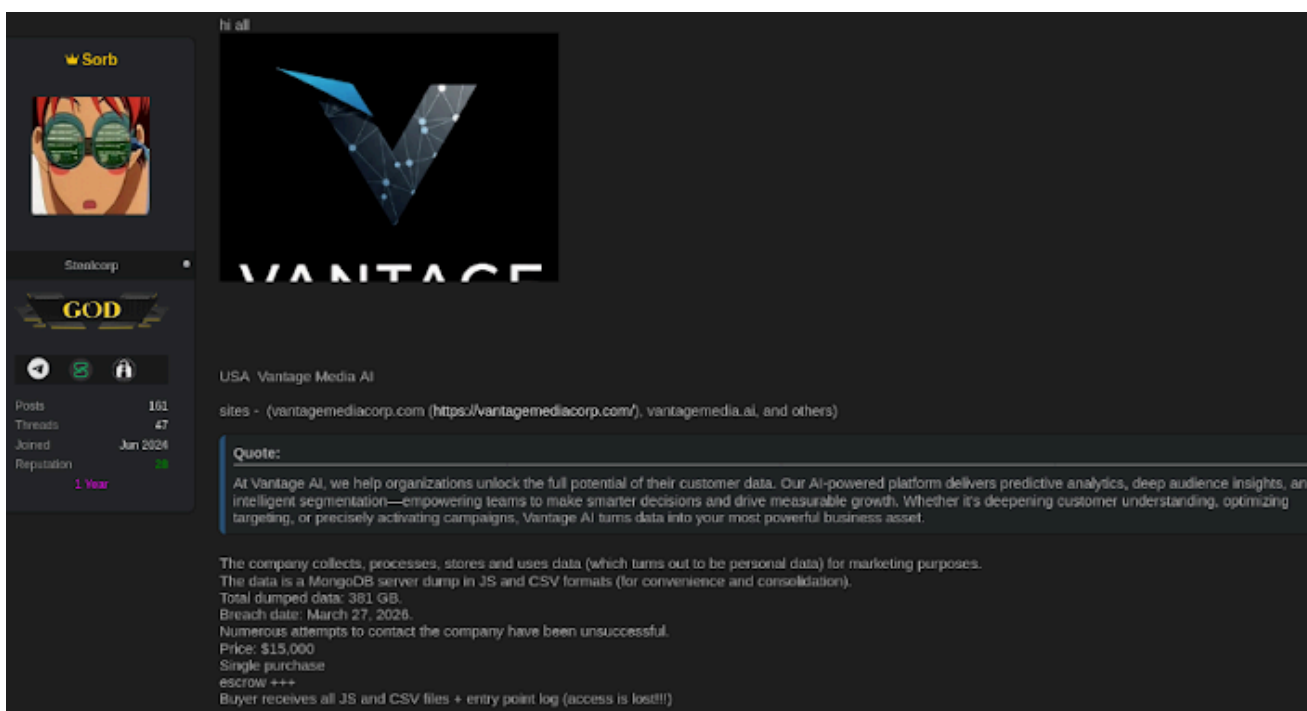 hi all
Sorb
VANTAGE
Steelcorp
GOD
Posts 161
Threads 47
Joined Jun 2024
Reputation 28
1 Year
USA Vantage Media AI
sites - (vantagemediacorp.com (https://vantagemediacorp.com/), vantagemedia.ai, and others)
Quote:
At Vantage AI, we help organizations unlock the full potential of their customer data. Our AI-powered platform delivers predictive analytics, deep audience insights, an
intelligent segmentation—empowering teams to make smarter decisions and drive measurable growth. Whether it's deepening customer understanding, optimizing
targeting, or precisely activating campaigns, Vantage AI turns data into your most powerful business asset.
The company collects, processes, stores and uses data (which turns out to be personal data) for marketing purposes.
The data is a MongoDB server dump in JS and CSV formats (for convenience and consolidation).
Total dumped data: 381 GB.
Breach date: March 27, 2026.
Numerous attempts to contact the company have been unsuccessful.
Price: $15,000
Single purchase
escrow +++
Buyer receives all JS and CSV files + entry point log (access is lost!!!)